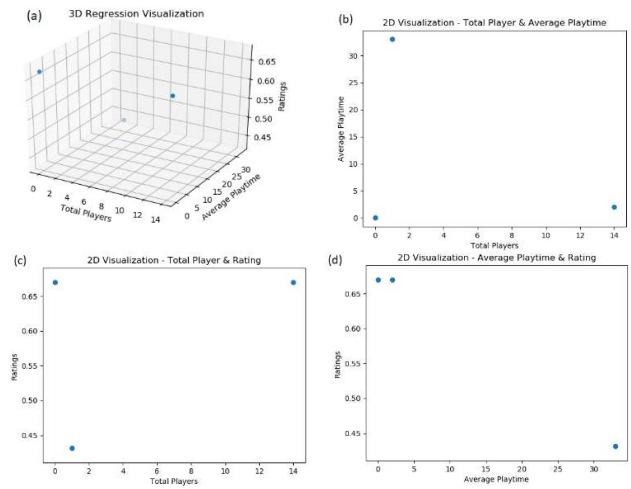 (a)
3D Regression Visualization
0.65
0.60
0.55
0.50
0.45
Ratings
0 2 4 6 8 10 12 14
Total Players
0 5 10 15 20 25 30
Average Playtime
(b)
2D Visualization - Total Player & Average Playtime
30
25
20
15
10
5
0
Average Playtime
0 2 4 6 8 10 12 14
Total Players
(c)
2D Visualization - Total Player & Rating
0.65
0.60
0.55
0.50
0.45
Ratings
0 2 4 6 8 10 12 14
Total Players
(d)
2D Visualization - Average Playtime & Rating
0.65
0.60
0.55
0.50
0.45
Ratings
0 5 10 15 20 25 30
Average Playtime